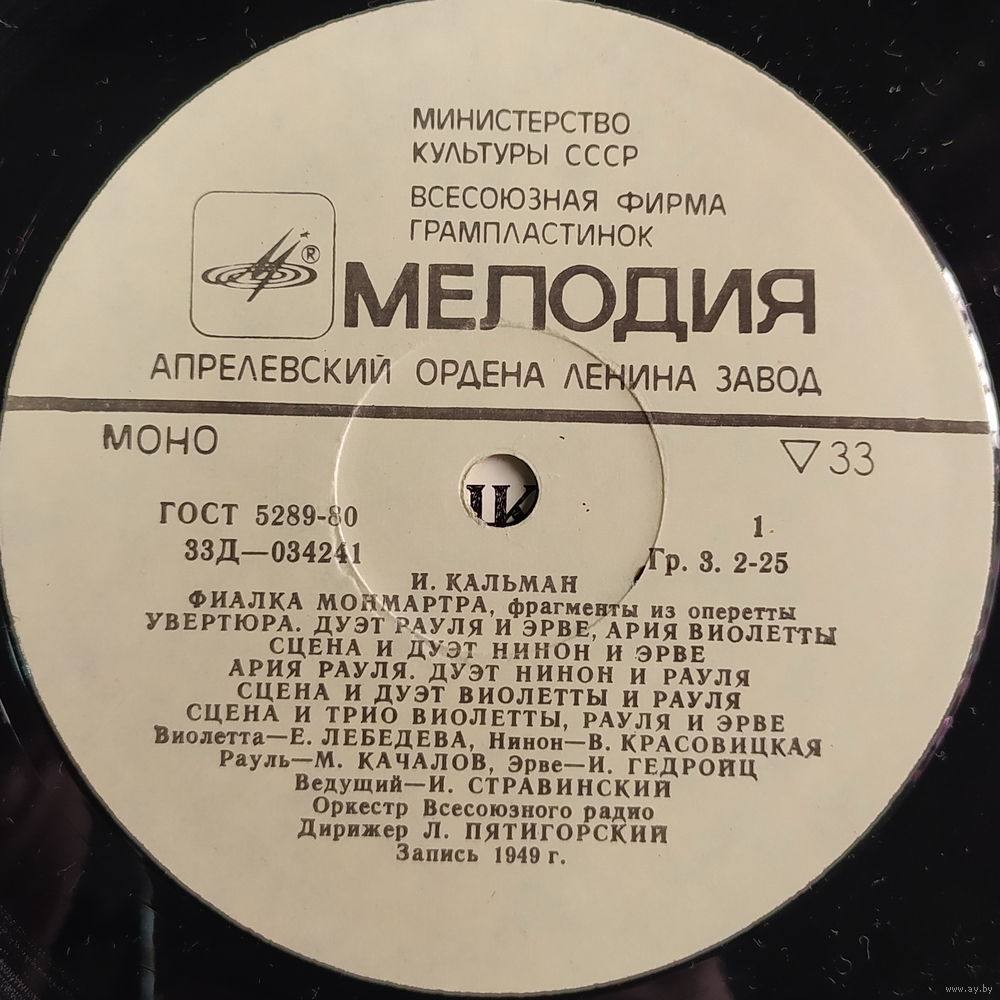 МИНИСТЕРСТВО
КУЛЬТУРЫ СССР
ВСЕСОЮЗНАЯ ФИРМА
ГРАМПЛАСТИНОК
®
МЕЛОДИЯ
АПРЕЛЕВСКИЙ ОРДЕНА ЛЕНИНА ЗАВОД
МОНО
▽33
ГОСТ 5289-80
33Д—034241
1
Гр. 3. 2-25
И. КАЛЬМАН
ФИАЛКА МОНМАРТРА, фрагменты из оперетты
УВЕРТЮРА. ДУЭТ РАУЛЯ И ЭРВЕ, АРИЯ ВИОЛЕТТЫ
СЦЕНА И ДУЭТ НИНОН И ЭРВЕ
АРИЯ РАУЛЯ. ДУЭТ НИНОН И РАУЛЯ
СЦЕНА И ДУЭТ ВИОЛЕТТЫ И РАУЛЯ
СЦЕНА И ТРИО ВИОЛЕТТЫ, РАУЛЯ И ЭРВЕ
Виолетта—Е. ЛЕБЕДЕВА, Нинон—В. КРАСОВИЦКАЯ
Рауль—М. КАЧАЛОВ, Эрве—И. ГЕДРОЙЦ
Ведущий—И. СТРАВИНСКИЙ
Оркестр Всесоюзного радио
Дирижер Л. ПЯТИГОРСКИЙ
Запись 1949 г.
www.ay.by